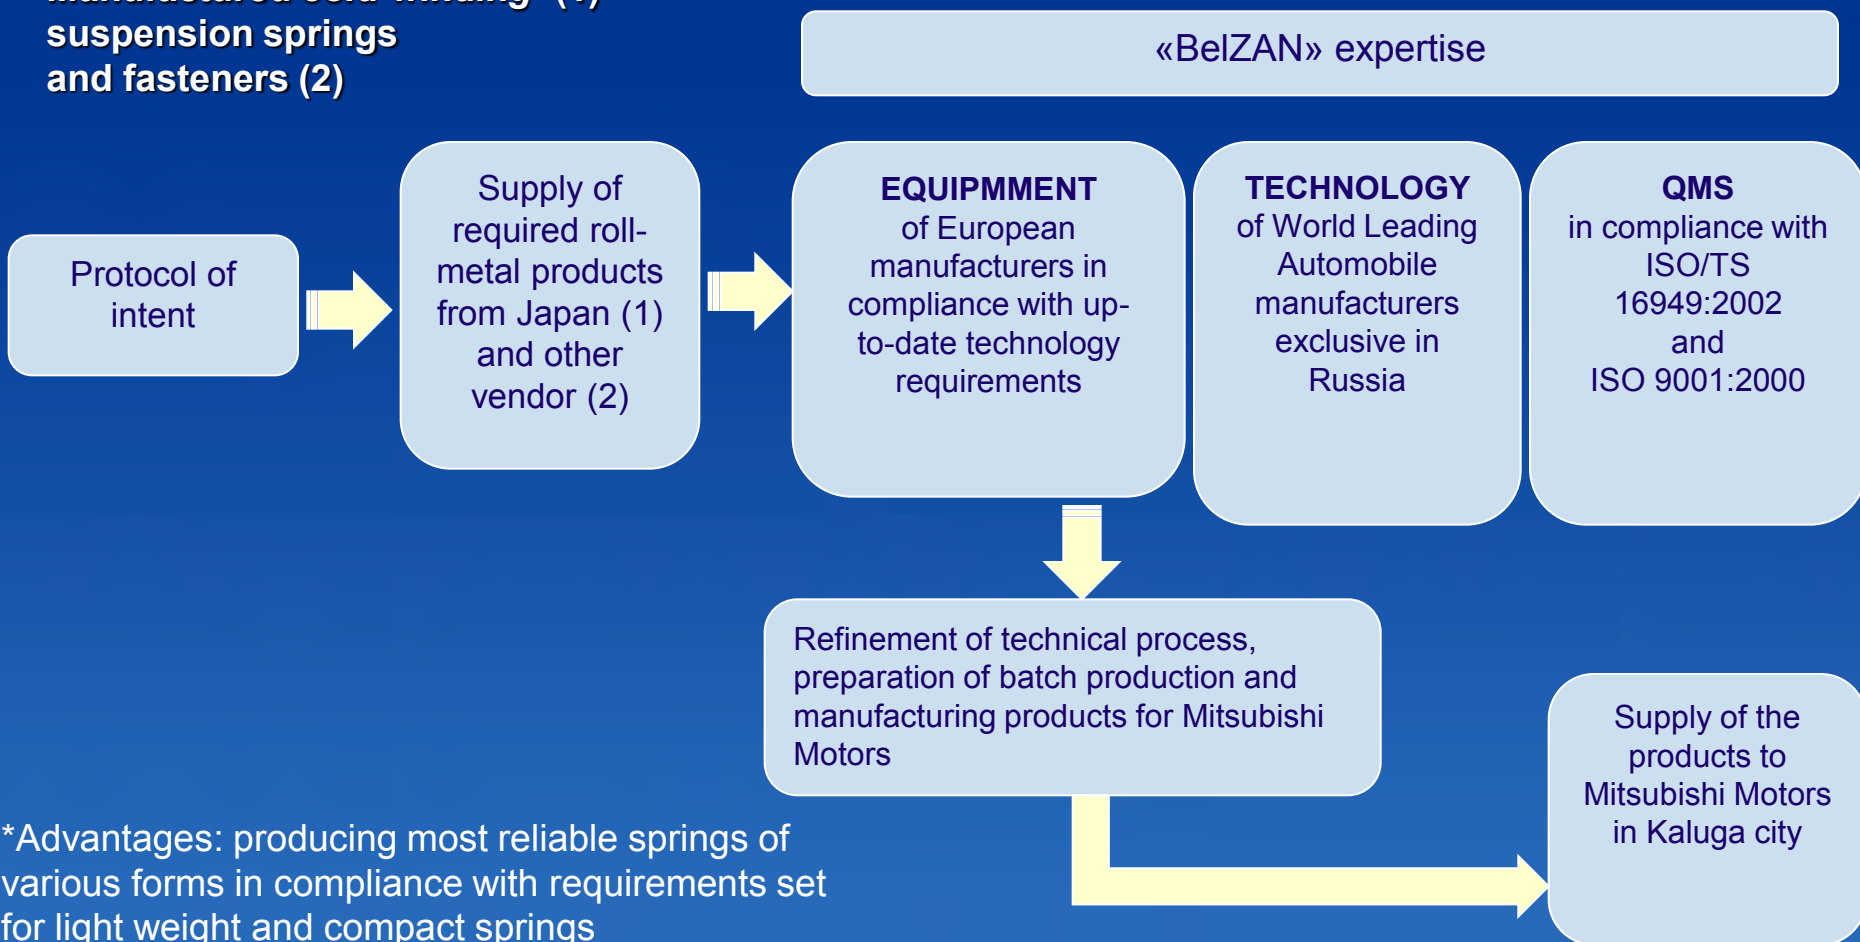 suspension springs
and fasteners (2)
«BelZAN» expertise
Protocol of
intent
Supply of
required roll-
metal products
from Japan (1)
and other
vendor (2)
EQUIPMMENT
of European
manufacturers in
compliance with up-
to-date technology
requirements
TECHNOLOGY
of World Leading
Automobile
manufacturers
exclusive in
Russia
QMS
in compliance with
ISO/TS
16949:2002
and
ISO 9001:2000
Refinement of technical process,
preparation of batch production and
manufacturing products for Mitsubishi
Motors
Supply of the
products to
Mitsubishi Motors
in Kaluga city
*Advantages: producing most reliable springs of
various forms in compliance with requirements set
for light weight and compact springs